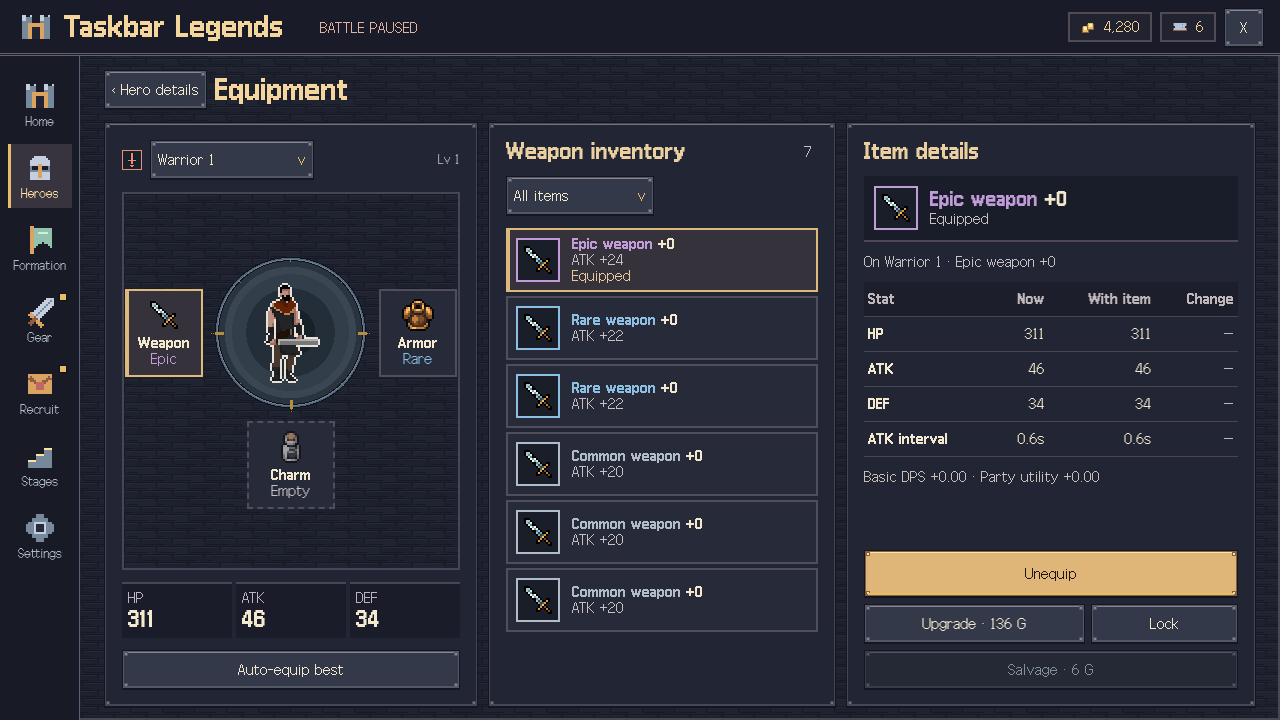 Taskbar Legends
BATTLE PAUSED
4,280
6
X
Home
Heroes
Formation
Gear
Recruit
Stages
Settings
‹ Hero details
Equipment
Warrior 1
Lv 1
Weapon
Epic
Armor
Rare
Charm
Empty
HP
311
ATK
46
DEF
34
Auto-equip best
Weapon inventory
7
All items
Epic weapon +0
ATK +24
Equipped
Rare weapon +0
ATK +22
Rare weapon +0
ATK +22
Common weapon +0
ATK +20
Common weapon +0
ATK +20
Common weapon +0
ATK +20
Item details
Epic weapon +0
Equipped
On Warrior 1 · Epic weapon +0
Stat Now With item Change
HP 311 311 —
ATK 46 46 —
DEF 34 34 —
ATK interval 0.6s 0.6s —
Basic DPS +0.00 · Party utility +0.00
Unequip
Upgrade · 136 G
Lock
Salvage · 6 G